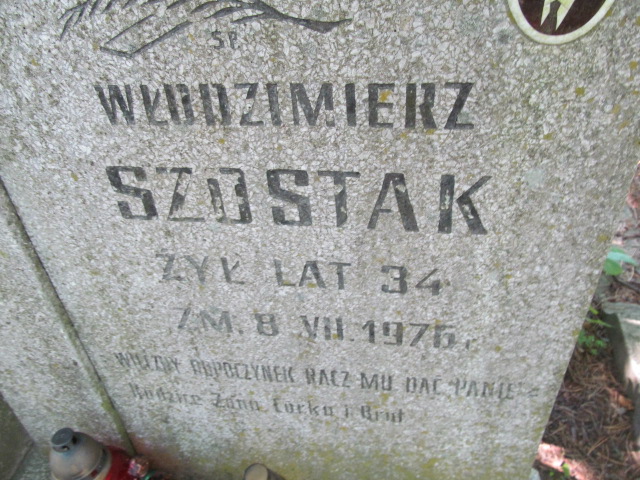 ŚP
WŁODZIMIERZ
SZOSTAK
ŻYŁ LAT 34
ZM. 8 VII. 1976 r.
WIECZNY ODPOCZYNEK RACZ MU DAĆ "PANIE"
Rodzice Żona Córka i Brat